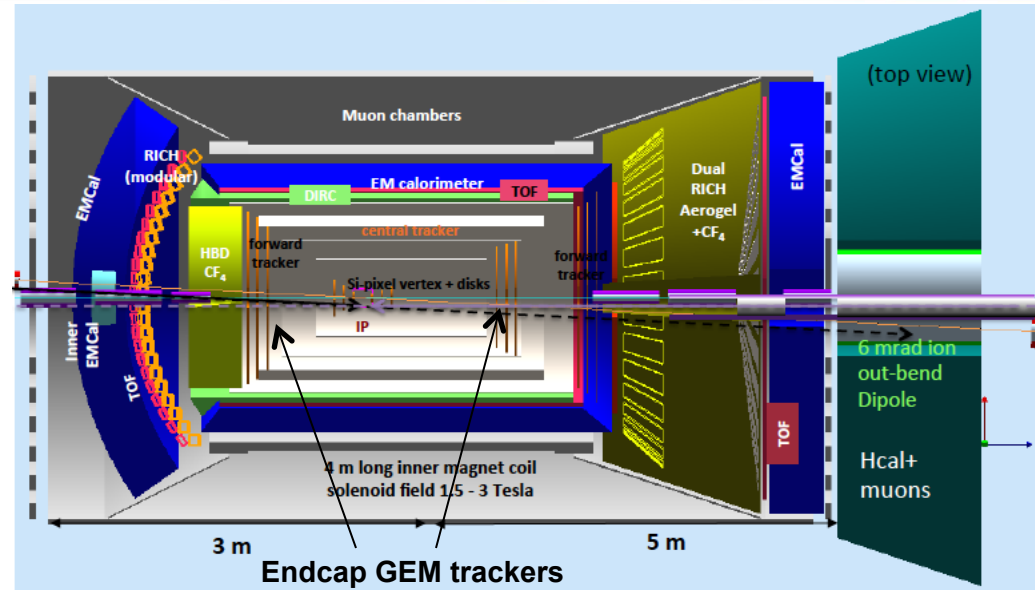 (top view)
Muon chambers
RICH
(modular)
EMCal
EM calorimeter
DIRC
TOF
Dual
RICH
Aerogel
+CF4
EMCal
central tracker
HBD
CF4
forward
tracker
forward
tracker
Si-pixel vertex + disks
IP
Inner
EMCal
TOF
6 mrad ion
out-bend
Dipole
TOF
Hcal+
muons
4 m long inner magnet coil
solenoid field 1.5 - 3 Tesla
3 m
5 m
Endcap GEM trackers